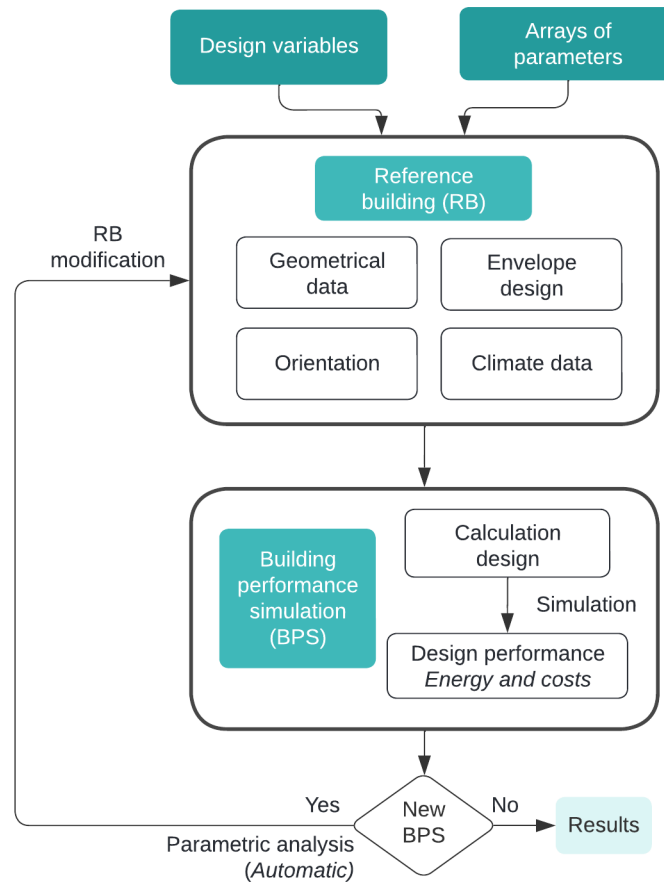 Design variables
Arrays of
parameters
Reference
building (RB)
RB
modification
Geometrical
data
Envelope
design
Orientation
Climate data
Building
performance
simulation
(BPS)
Calculation
design
Simulation
Design performance
Energy and costs
Yes
New
BPS
No
Results
Parametric analysis
(Automatic)